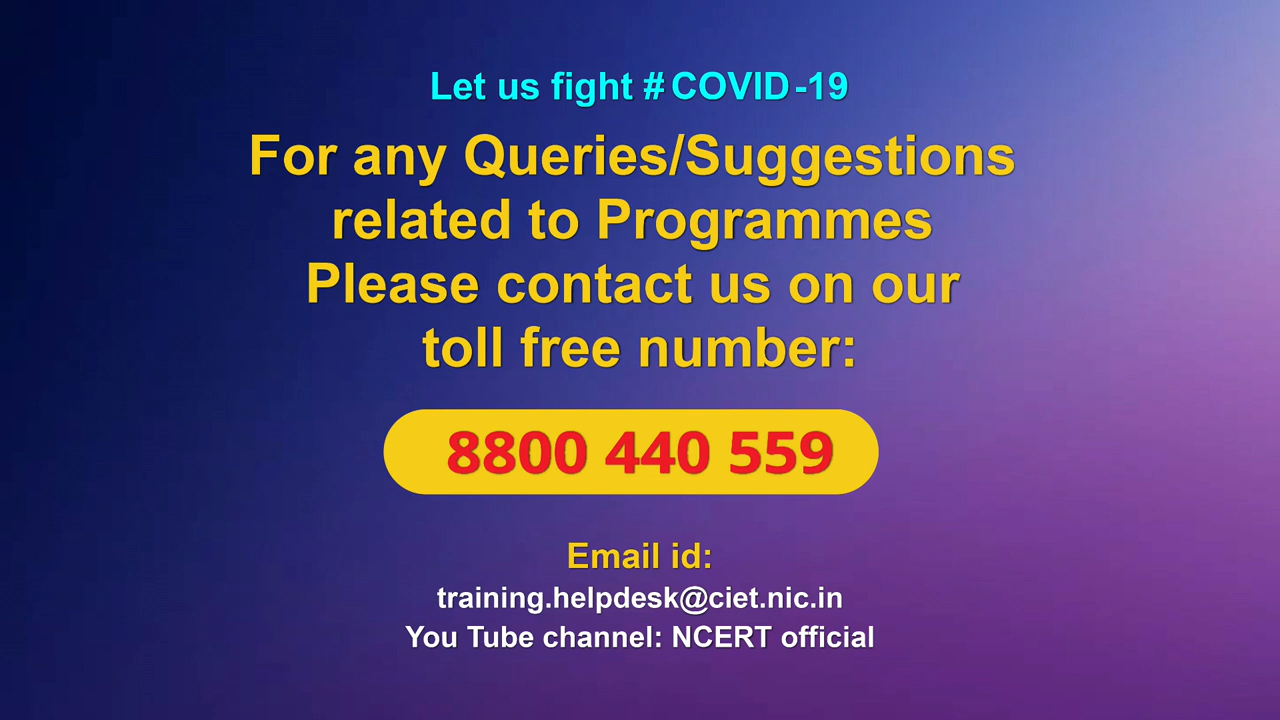 Let us fight #COVID-19
For any Queries/Suggestions
related to Programmes
Please contact us on our
toll free number:
8800 440 559
Email id:
training.helpdesk@ciet.nic.in
You Tube channel: NCERT official